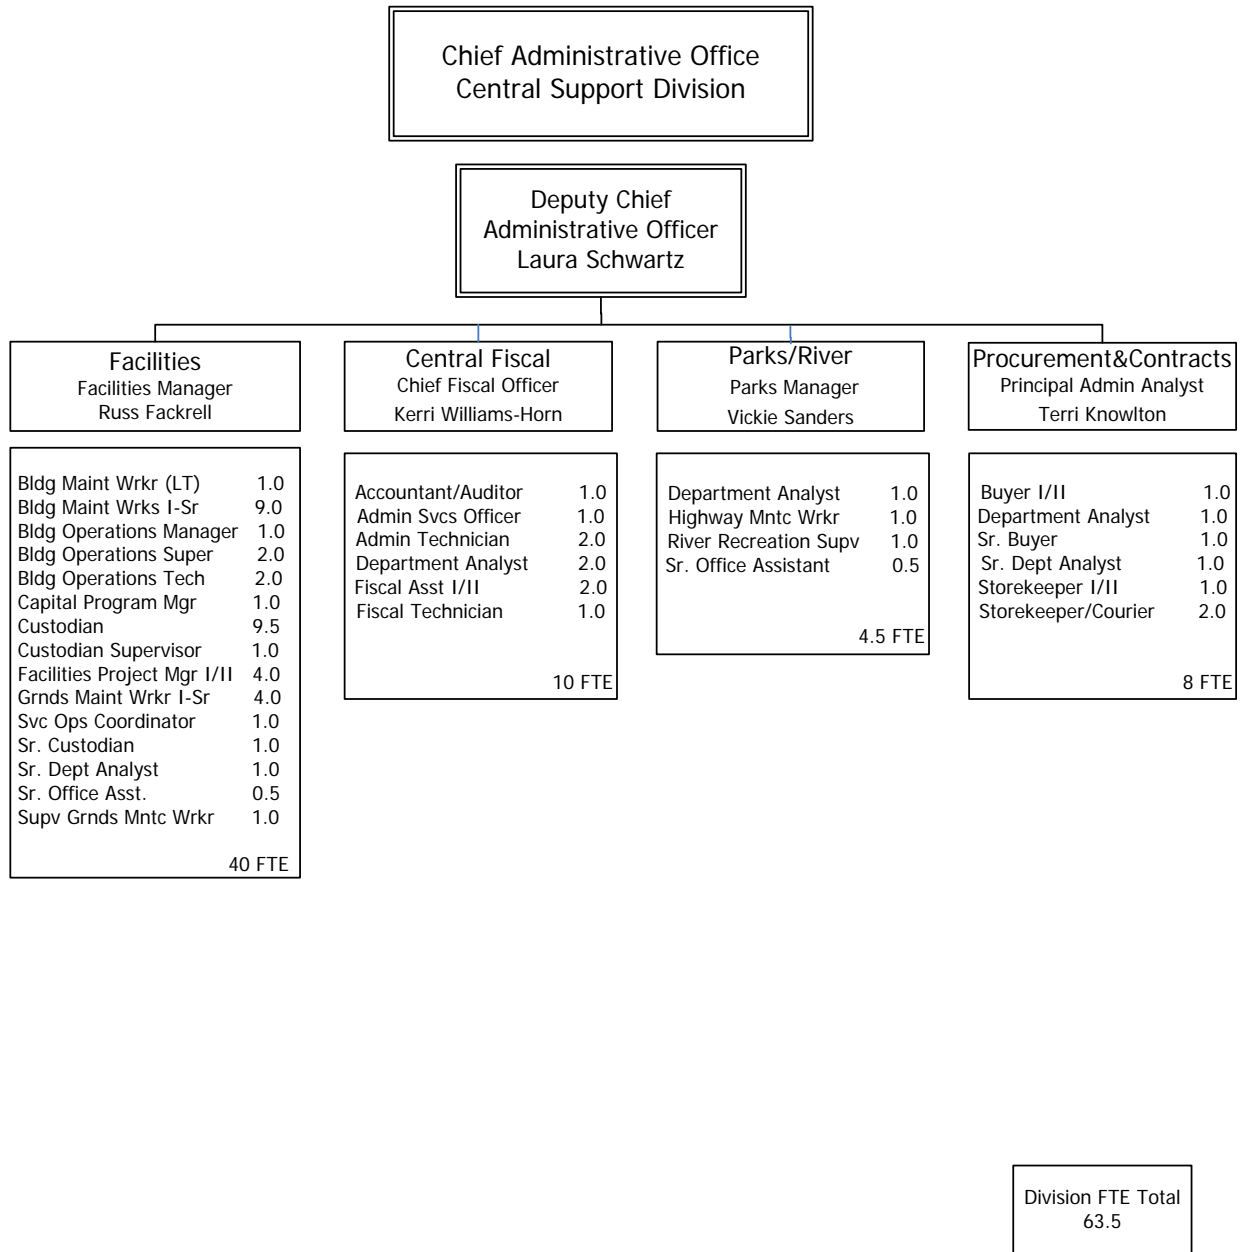 Chief Administrative Office
Central Support Division
Deputy Chief
Administrative Officer
Laura Schwartz
Facilities
Facilities Manager
Russ Fackrell
Bldg Maint Wrkr (LT) 1.0
Bldg Maint Wrks I-Sr 9.0
Bldg Operations Manager 1.0
Bldg Operations Super 2.0
Bldg Operations Tech 2.0
Capital Program Mgr 1.0
Custodian 9.5
Custodian Supervisor 1.0
Facilities Project Mgr I/II 4.0
Grnds Maint Wrkr I-Sr 4.0
Svc Ops Coordinator 1.0
Sr. Custodian 1.0
Sr. Dept Analyst 1.0
Sr. Office Asst. 0.5
Supv Grnds Mntc Wrkr 1.0
40 FTE
Central Fiscal
Chief Fiscal Officer
Kerri Williams-Horn
Accountant/Auditor 1.0
Admin Svcs Officer 1.0
Admin Technician 2.0
Department Analyst 2.0
Fiscal Asst I/II 2.0
Fiscal Technician 1.0
10 FTE
Parks/River
Parks Manager
Vickie Sanders
Department Analyst 1.0
Highway Mntc Wrkr 1.0
River Recreation Supv 1.0
Sr. Office Assistant 0.5
4.5 FTE
Procurement&Contracts
Principal Admin Analyst
Terri Knowlton
Buyer I/II 1.0
Department Analyst 1.0
Sr. Buyer 1.0
Sr. Dept Analyst 1.0
Storekeeper I/II 1.0
Storekeeper/Courier 2.0
8 FTE
Division FTE Total
63.5